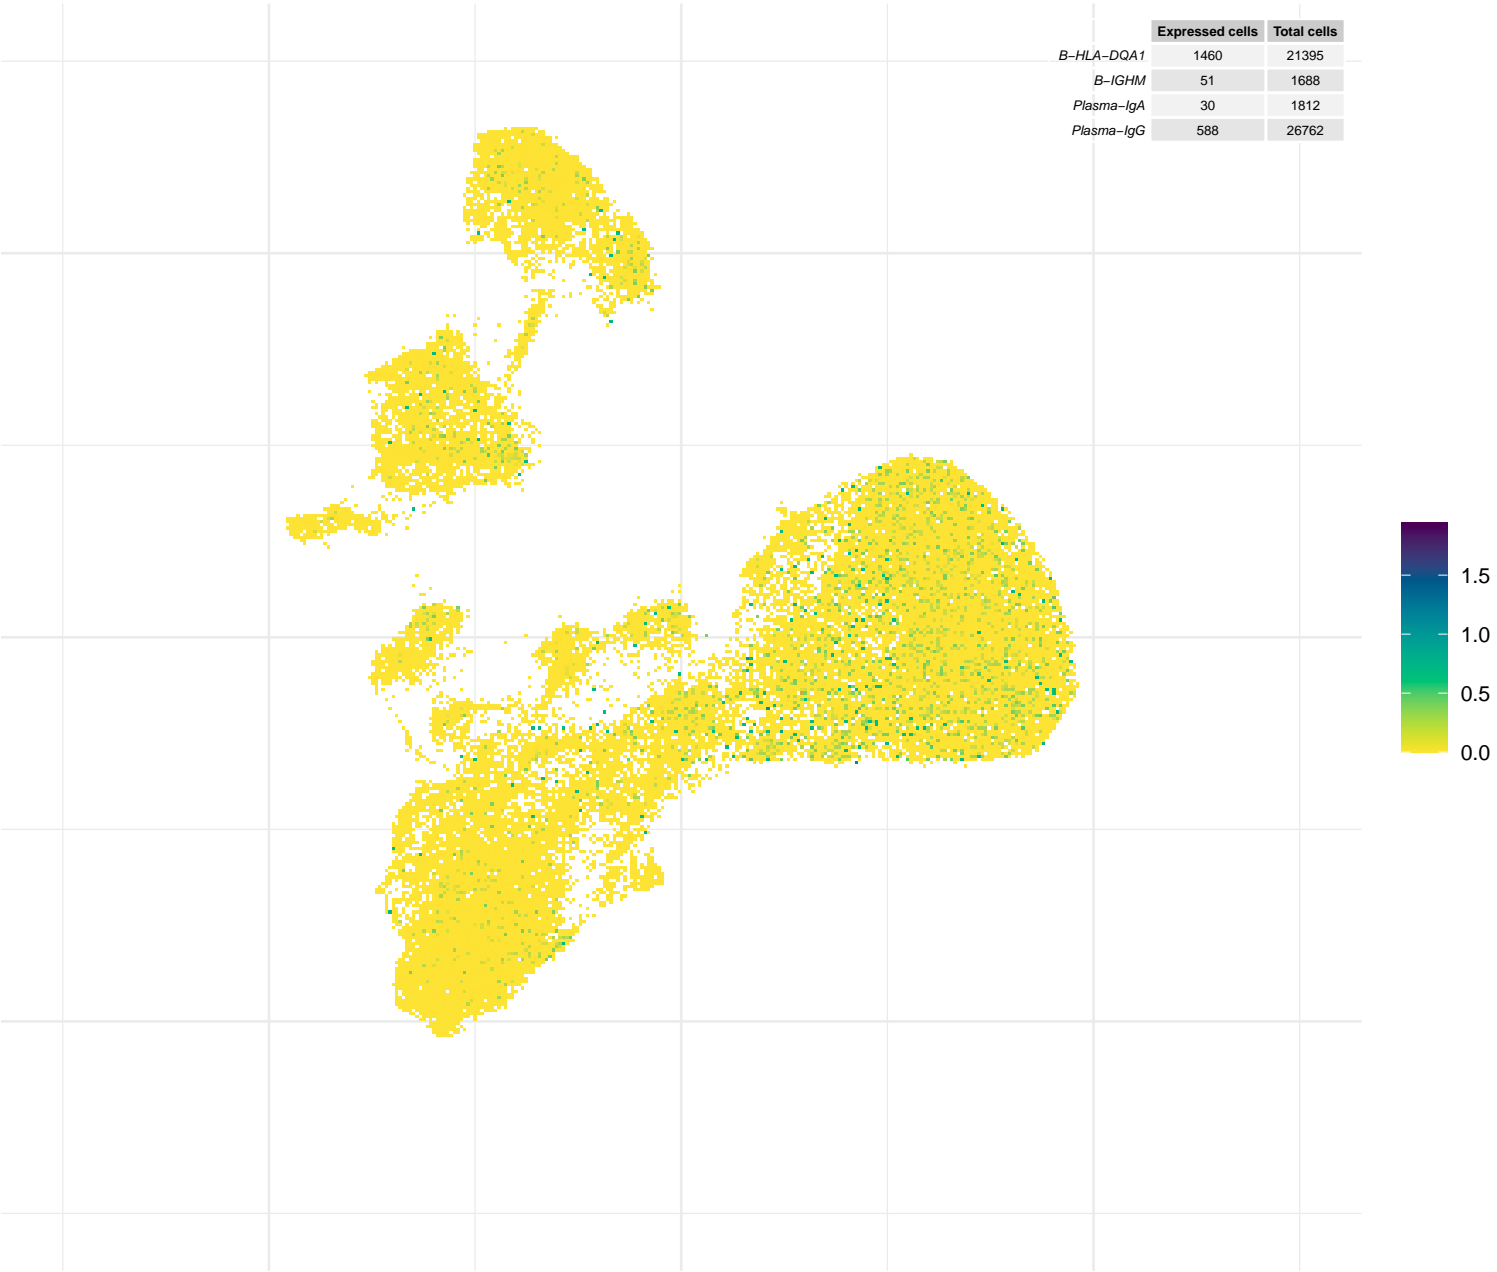 Expressed cells Total cells
B−HLA−DQA1 1460 21395
B−IGHM 51 1688
Plasma−IgA 30 1812
Plasma−IgG 588 26762
1.5
1.0
0.5
0.0